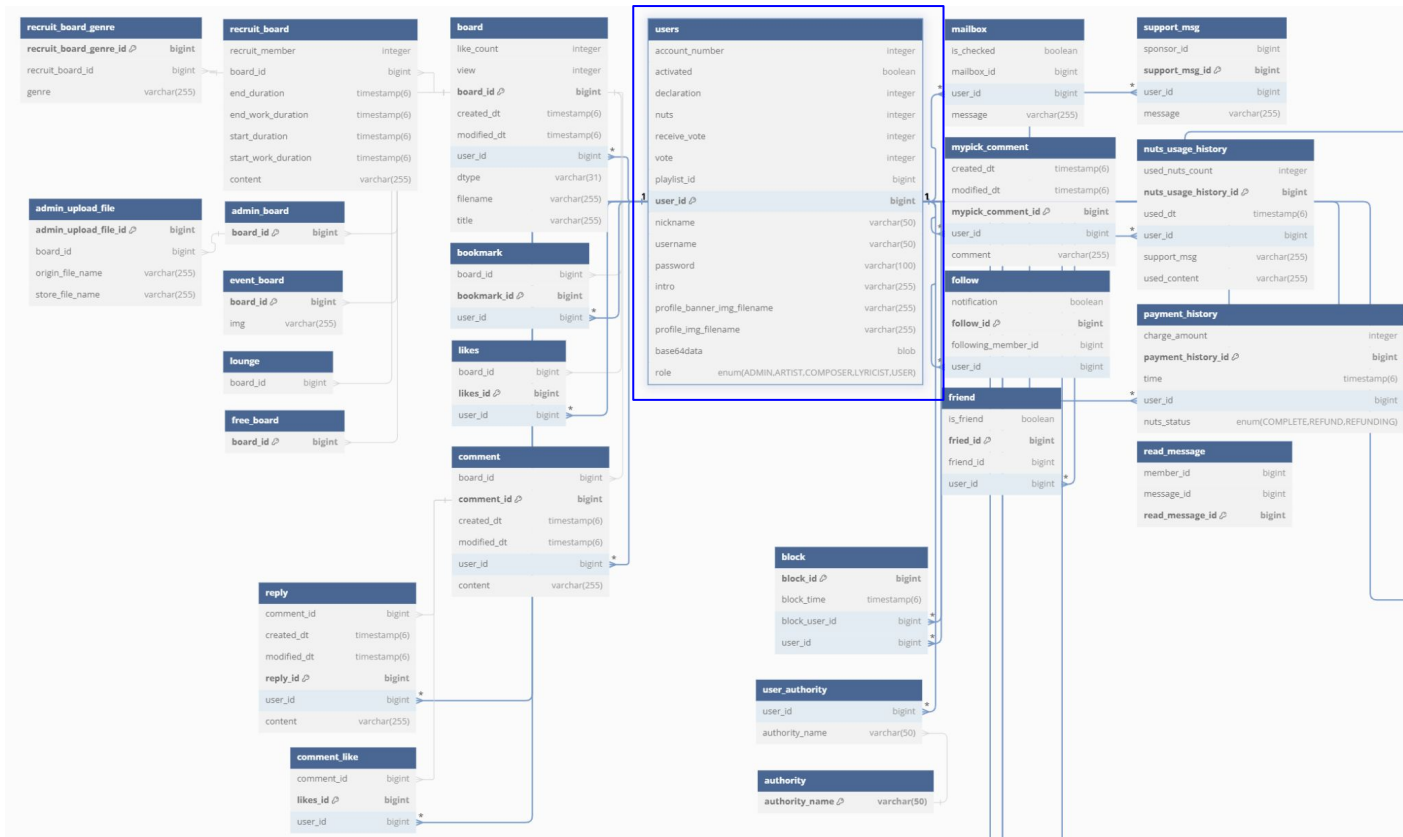 recruit_board_genre
recruit_board_genre_id bigint
recruit_board_id bigint
genre varchar(255)
recruit_board
recruit_member integer
board_id bigint
end_duration timestamp(6)
end_work_duration timestamp(6)
start_duration timestamp(6)
start_work_duration timestamp(6)
content varchar(255)
admin_upload_file
admin_upload_file_id bigint
board_id bigint
origin_file_name varchar(255)
store_file_name varchar(255)
admin_board
board_id bigint
event_board
board_id bigint
img varchar(255)
lounge
board_id bigint
free_board
board_id bigint
board
like_count integer
view integer
board_id bigint
created_dt timestamp(6)
modified_dt timestamp(6)
user_id bigint *
dtype varchar(31)
filename varchar(255)
title varchar(255)
bookmark
board_id bigint
bookmark_id bigint
user_id bigint *
likes
board_id bigint
likes_id bigint
user_id bigint *
comment
board_id bigint
comment_id bigint
created_dt timestamp(6)
modified_dt timestamp(6)
user_id bigint *
content varchar(255)
reply
comment_id bigint
created_dt timestamp(6)
modified_dt timestamp(6)
reply_id bigint
user_id bigint *
content varchar(255)
comment_like
comment_id bigint
likes_id bigint
user_id bigint *
users
account_number integer
activated boolean
declaration integer
nuts integer
receive_vote integer
vote integer
playlist_id bigint
1 user_id bigint 1
nickname varchar(50)
username varchar(50)
password varchar(100)
intro varchar(255)
profile_banner_img_filename varchar(255)
profile_img_filename varchar(255)
base64data blob
role enum(ADMIN,ARTIST,COMPOSER,LYRICIST,USER)
mailbox
is_checked boolean
mailbox_id bigint
* user_id bigint
message varchar(255)
mypick_comment
created_dt timestamp(6)
modified_dt timestamp(6)
mypick_comment_id bigint
* user_id bigint
comment varchar(255)
follow
notification boolean
follow_id bigint
following_member_id bigint
* user_id bigint
friend
is_friend boolean
fried_id bigint
friend_id bigint
user_id bigint *
block
block_id bigint
block_time timestamp(6)
block_user_id bigint *
user_id bigint *
user_authority
user_id bigint *
authority_name varchar(50)
authority
authority_name varchar(50)
support_msg
sponsor_id bigint
support_msg_id bigint
* user_id bigint
message varchar(255)
nuts_usage_history
used_nuts_count integer
nuts_usage_history_id bigint
used_dt timestamp(6)
* user_id bigint
support_msg varchar(255)
used_content varchar(255)
payment_history
charge_amount integer
payment_history_id bigint
time timestamp(6)
* user_id bigint
nuts_status enum(COMPLETE,REFUND,REFUNDING)
read_message
member_id bigint
message_id bigint
read_message_id bigint